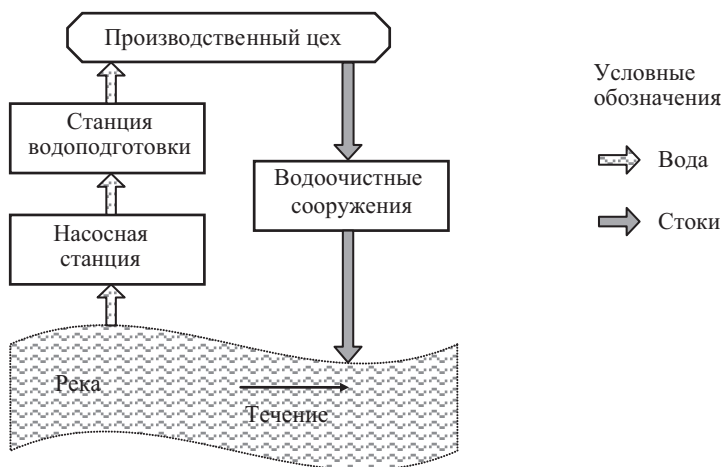 Производственный цех
Условные
обозначения
Станция
водоподготовки
Вода
Водоочистные
сооружения
Стоки
Насосная
станция
Река
Течение